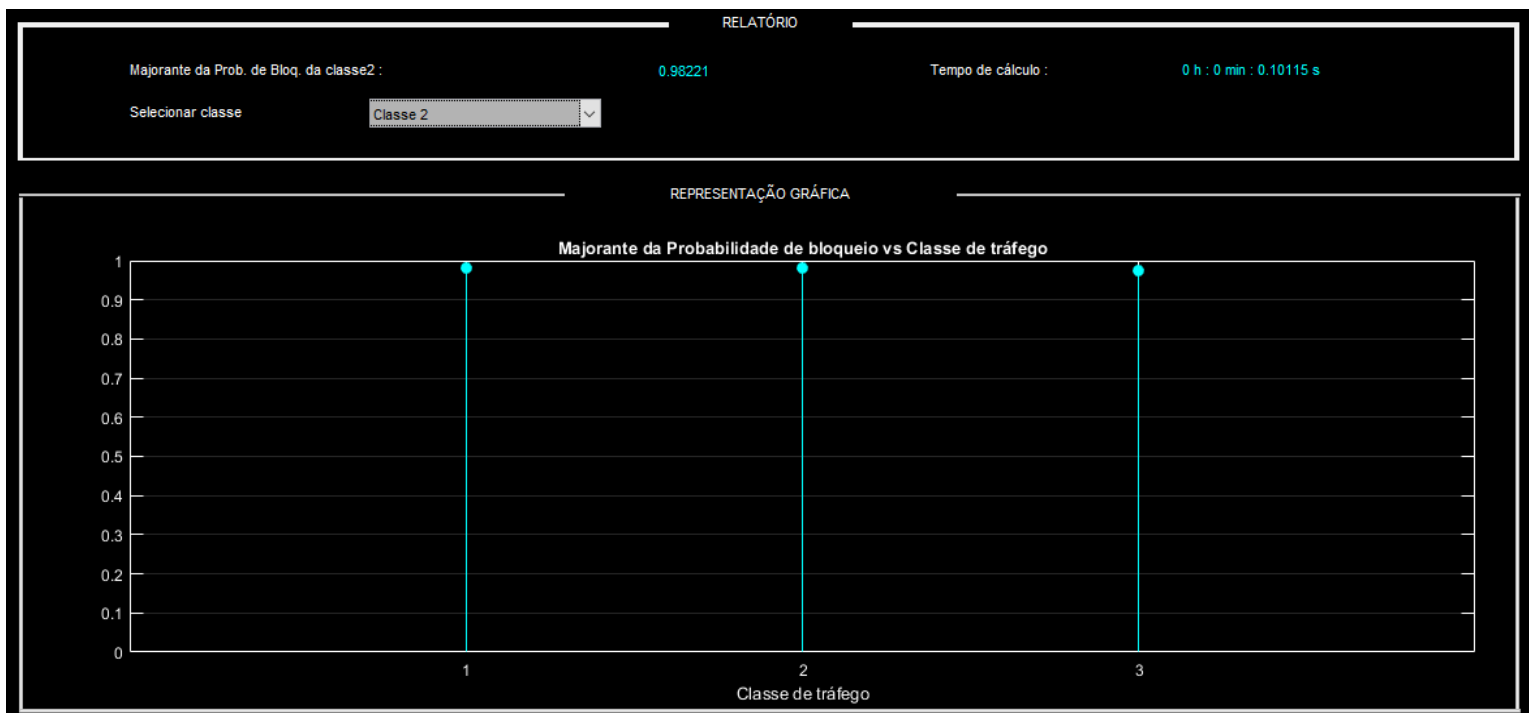 RELATÓRIO
Majorante da Prob. de Bloq. da classe2 : 0.98221 Tempo de cálculo : 0 h : 0 min : 0.10115 s
Selecionar classe Classe 2
REPRESENTAÇÃO GRÁFICA
Majorante da Probabilidade de bloqueio vs Classe de tráfego
1
0.9
0.8
0.7
0.6
0.5
0.4
0.3
0.2
0.1
0
1 2 3
Classe de tráfego